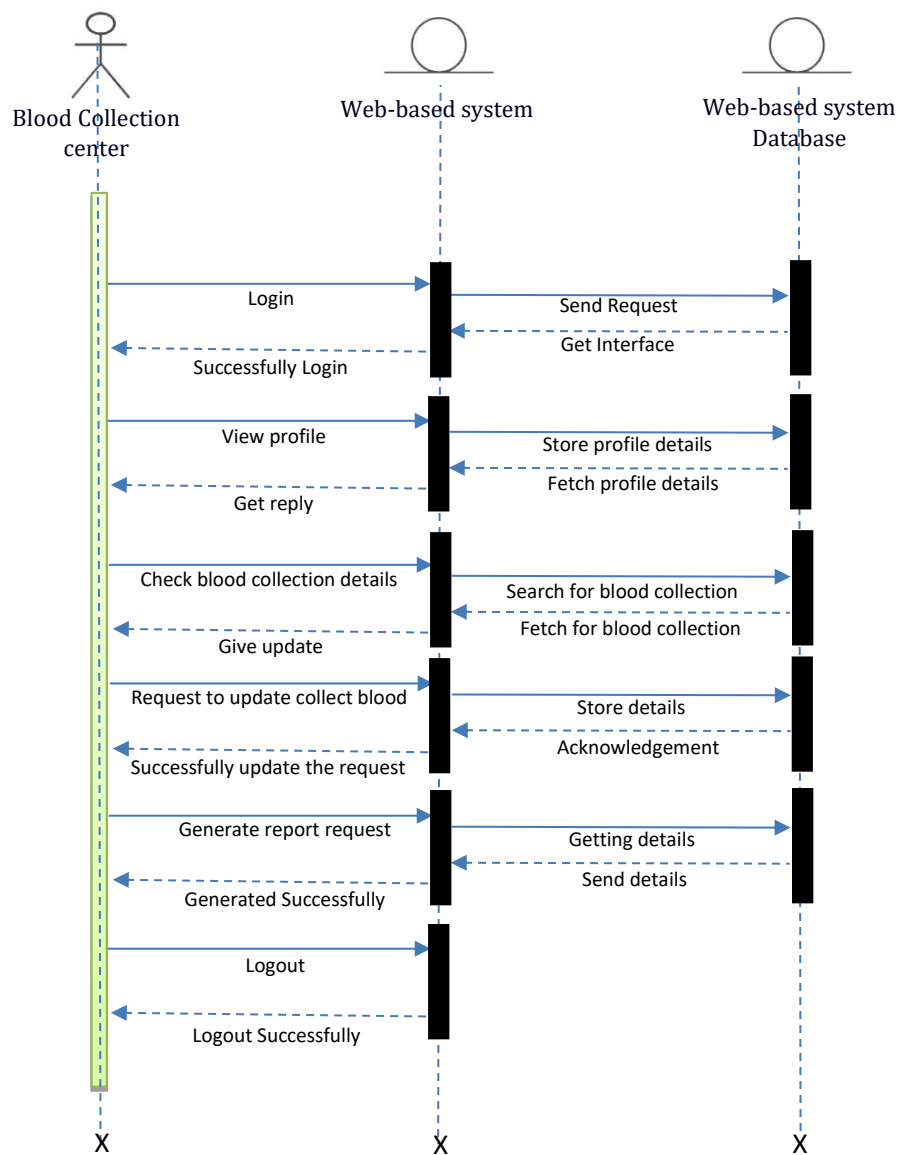 Blood Collection
center
Web-based system
Web-based system
Database
Login
Send Request
Get Interface
Successfully Login
View profile
Store profile details
Fetch profile details
Get reply
Check blood collection details
Search for blood collection
Fetch for blood collection
Give update
Request to update collect blood
Store details
Acknowledgement
Successfully update the request
Generate report request
Getting details
Send details
Generated Successfully
Logout
Logout Successfully
X
X
X